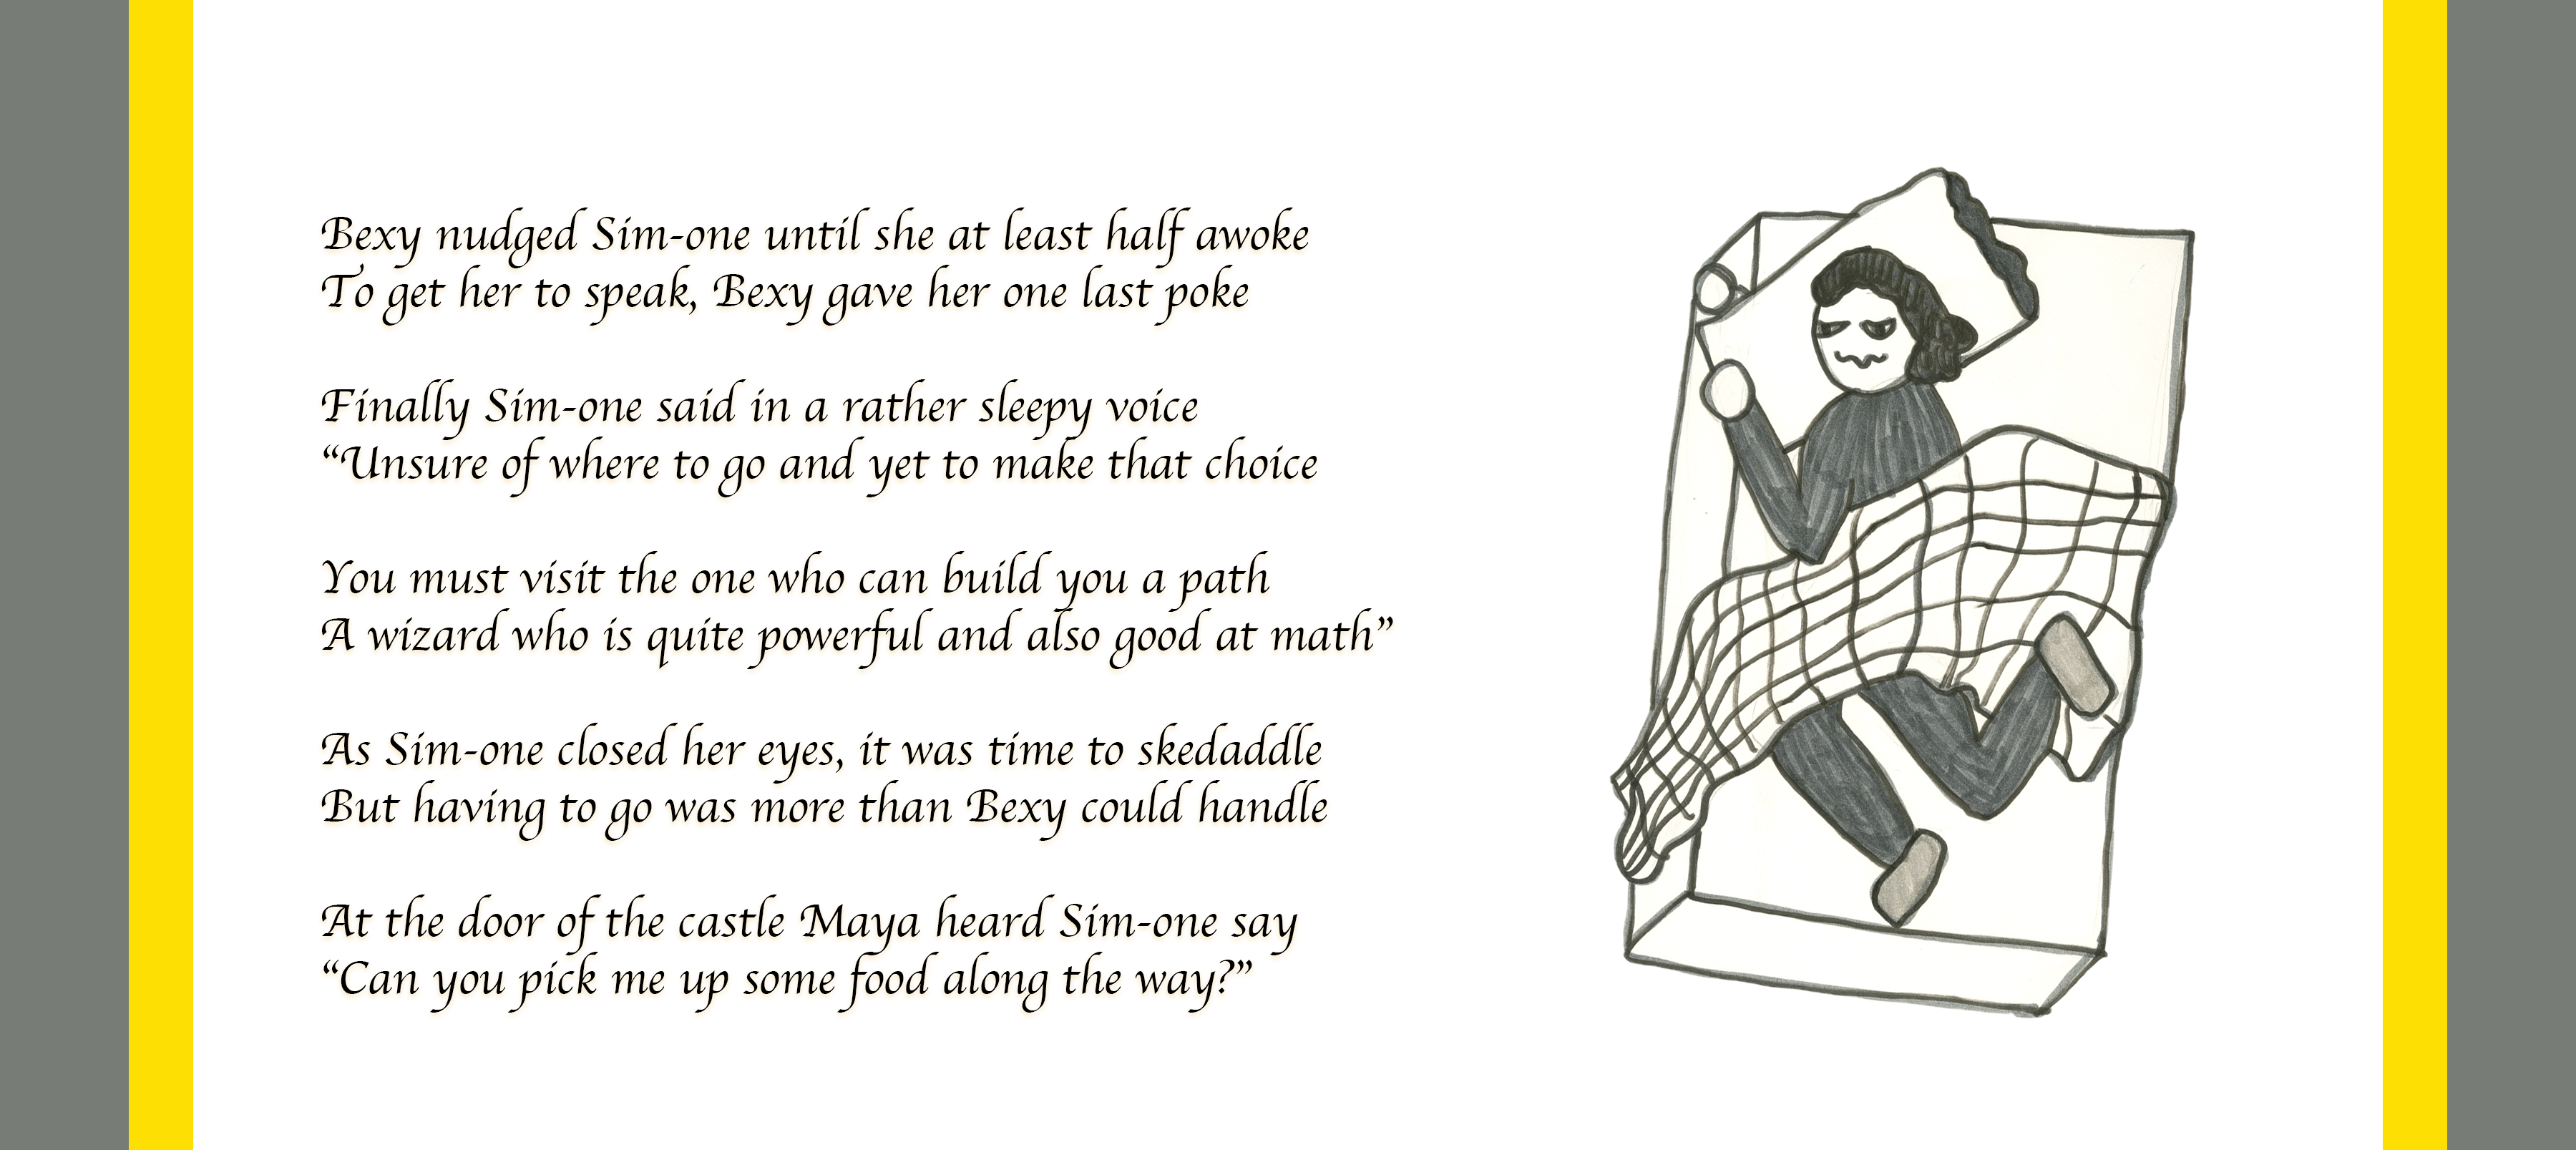 Bexy nudged Sim-one until she at least half awoke
To get her to speak, Bexy gave her one last poke
Finally Sim-one said in a rather sleepy voice
“Unsure of where to go and yet to make that choice
You must visit the one who can build you a path
A wizard who is quite powerful and also good at math”
As Sim-one closed her eyes, it was time to skedaddle
But having to go was more than Bexy could handle
At the door of the castle Maya heard Sim-one say
“Can you pick me up some food along the way?”